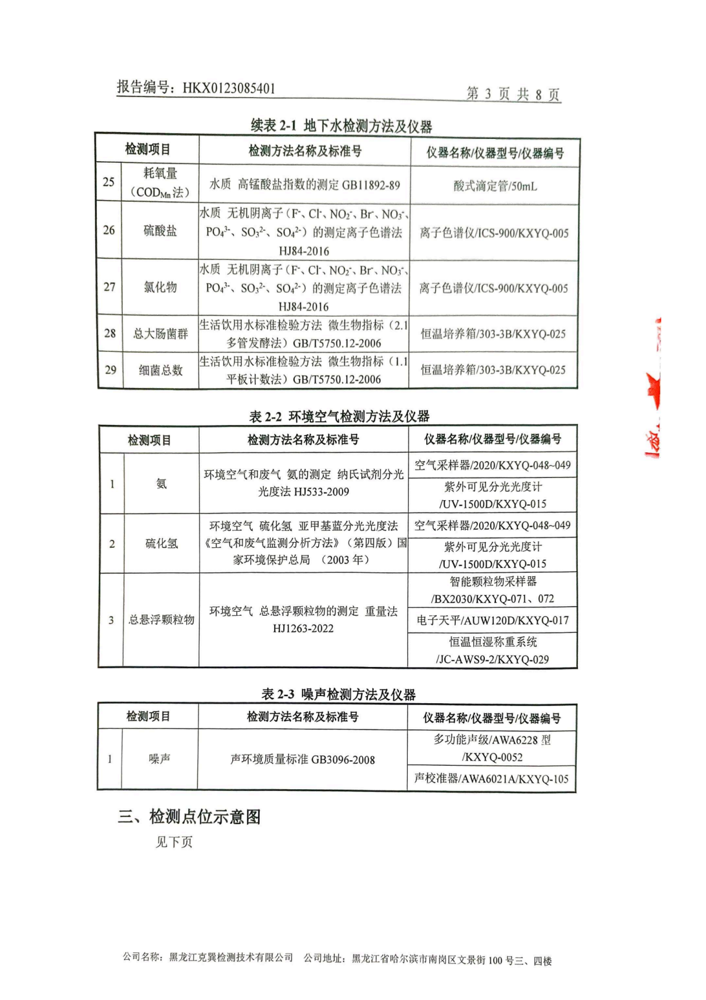 报告编号：HKX0123085401
第 3 页 共 8 页
续表 2-1 地下水检测方法及仪器
检测项目 检测方法名称及标准号 仪器名称/仪器型号/仪器编号
25
耗氧量
（CODMn 法）
水质 高锰酸盐指数的测定 GB11892-89
酸式滴定管/50mL
26
硫酸盐
水质 无机阴离子（F-、Cl-、NO2-、Br-、NO3-、
PO43-、SO32-、SO42-）的测定离子色谱法
HJ84-2016
离子色谱仪/ICS-900/KXYQ-005
27
氯化物
水质 无机阴离子（F-、Cl-、NO2-、Br-、NO3-、
PO43-、SO32-、SO42-）的测定离子色谱法
HJ84-2016
离子色谱仪/ICS-900/KXYQ-005
28
总大肠菌群
生活饮用水标准检验方法 微生物指标（2.1
多管发酵法）GB/T5750.12-2006
恒温培养箱/303-3B/KXYQ-025
29
细菌总数
生活饮用水标准检验方法 微生物指标（1.1
平板计数法）GB/T5750.12-2006
恒温培养箱/303-3B/KXYQ-025
表 2-2 环境空气检测方法及仪器
检测项目 检测方法名称及标准号 仪器名称/仪器型号/仪器编号
1
氨
环境空气和废气 氨的测定 纳氏试剂分光
光度法 HJ533-2009
空气采样器/2020/KXYQ-048~049
紫外可见分光光度计
/UV-1500D/KXYQ-015
2
硫化氢
环境空气 硫化氢 亚甲基蓝分光光度法
《空气和废气监测分析方法》（第四版）国
家环境保护总局 （2003 年）
空气采样器/2020/KXYQ-048~049
紫外可见分光光度计
/UV-1500D/KXYQ-015
3
总悬浮颗粒物
环境空气 总悬浮颗粒物的测定 重量法
HJ1263-2022
智能颗粒物采样器
/BX2030/KXYQ-071、072
电子天平/AUW120D/KXYQ-017
恒温恒湿称重系统
/JC-AWS9-2/KXYQ-029
表 2-3 噪声检测方法及仪器
检测项目 检测方法名称及标准号 仪器名称/仪器型号/仪器编号
1
噪声
声环境质量标准 GB3096-2008
多功能声级/AWA6228 型
/KXYQ-0052
声校准器/AWA6021A/KXYQ-105
三、检测点位示意图
见下页
公司名称：黑龙江克巽检测技术有限公司 公司地址：黑龙江省哈尔滨市南岗区文景街 100 号三、四楼